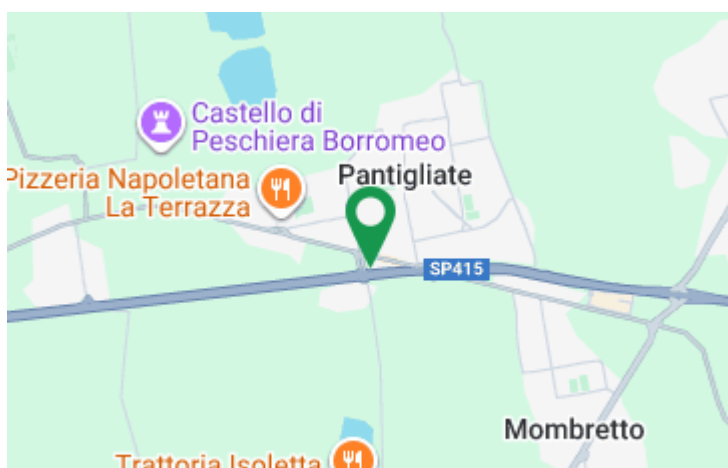 Castello di
Peschiera Borromeo
Pizzeria Napoletana
La Terrazza
Pantigliate
SP415
Mombretto
Trattoria Isoletta